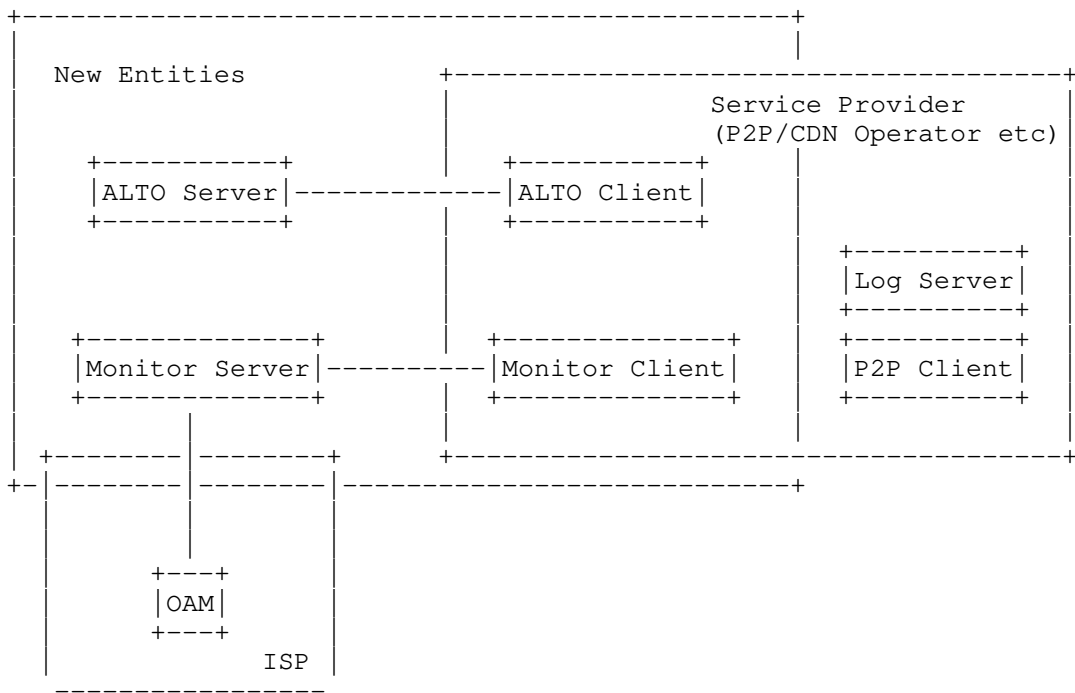 New Entities
Service Provider
(P2P/CDN Operator etc)
ALTO Server
ALTO Client
Log Server
Monitor Server
Monitor Client
P2P Client
OAM
ISP